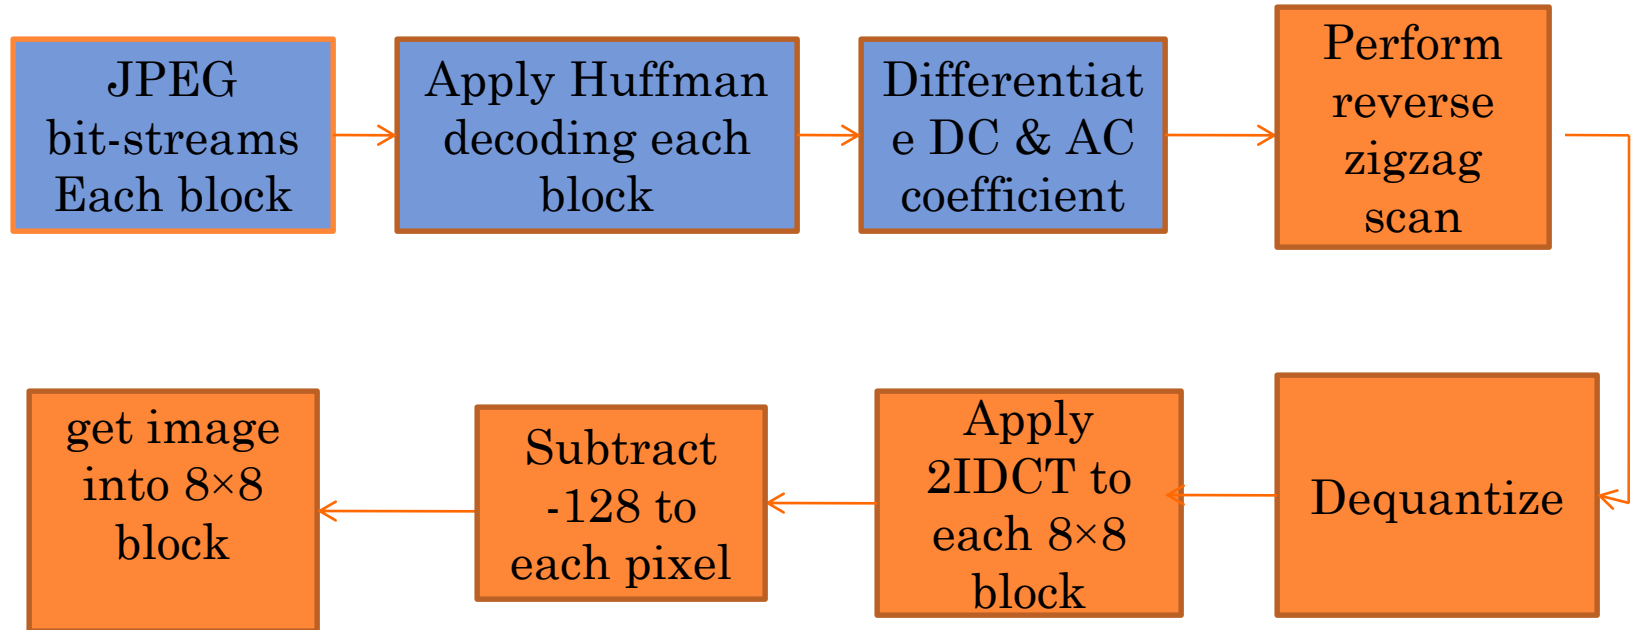 JPEG
bit-streams
Each block
Apply Huffman
decoding each
block
Differentiat
e DC & AC
coefficient
Perform
reverse
zigzag
scan
get image
into 8×8
block
Subtract
-128 to
each pixel
Apply
2IDCT to
each 8×8
block
Dequantize